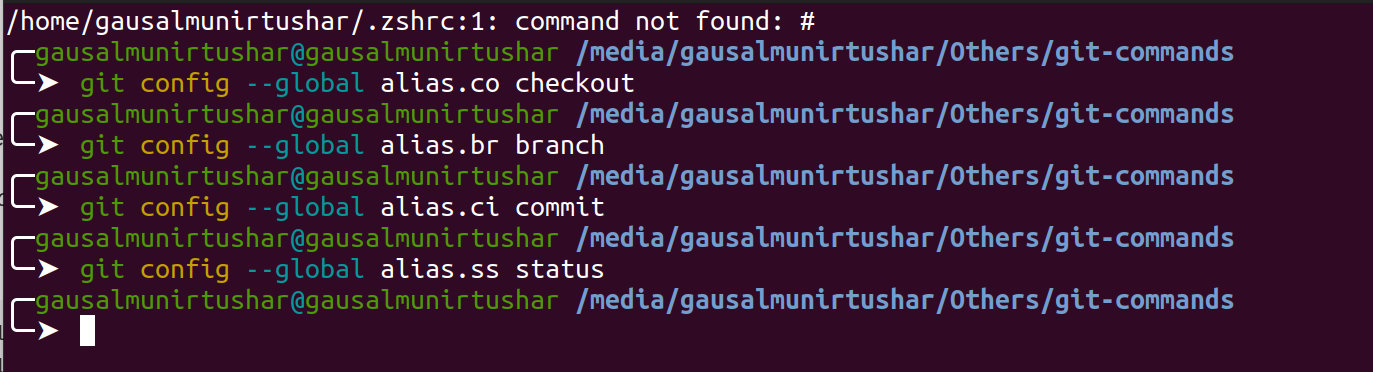 /home/gausalmunirtushar/.zshrc:1: command not found: #
gausalmunirtushar@gausalmunirtushar /media/gausalmunirtushar/Others/git-commands
➤ git config --global alias.co checkout
gausalmunirtushar@gausalmunirtushar /media/gausalmunirtushar/Others/git-commands
➤ git config --global alias.br branch
gausalmunirtushar@gausalmunirtushar /media/gausalmunirtushar/Others/git-commands
➤ git config --global alias.ci commit
gausalmunirtushar@gausalmunirtushar /media/gausalmunirtushar/Others/git-commands
➤ git config --global alias.ss status
gausalmunirtushar@gausalmunirtushar /media/gausalmunirtushar/Others/git-commands
➤